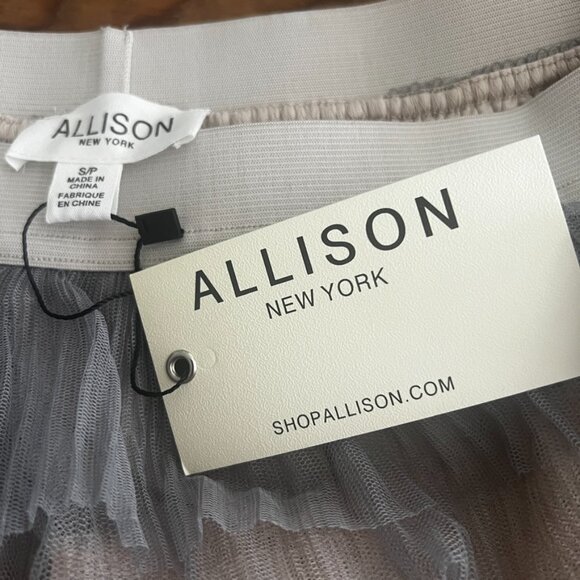 ALLISON
NEW YORK
S/P
MADE IN
CHINA
FABRIQUE
EN CHINE
ALLISON
NEW YORK
SHOPALLISON.COM